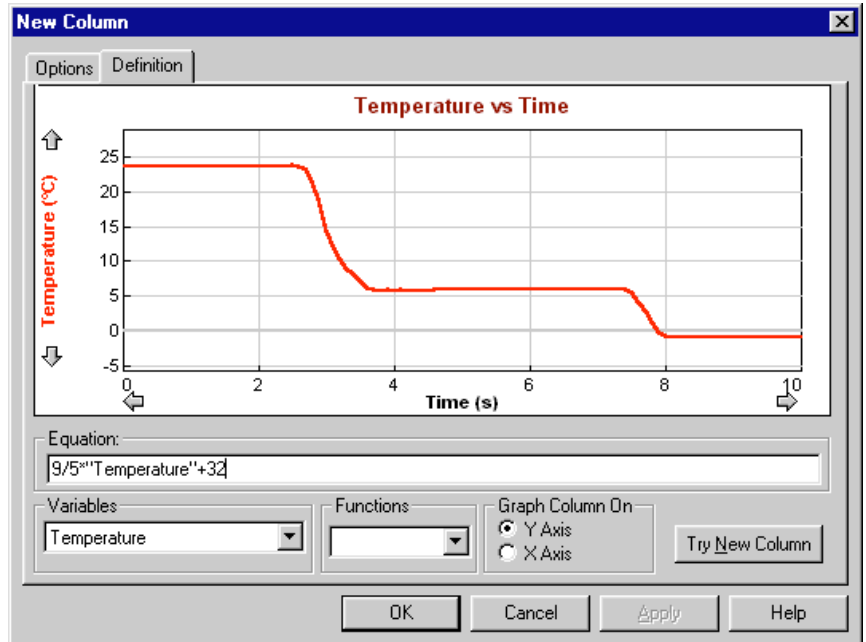 New Column
Options Definition
Temperature vs Time
Temperature (°C)
25
20
15
10
5
0
-5
0 2 4 6 8 10
Time (s)
Equation:
9/5*"Temperature"+32
Variables
Temperature
Functions
Graph Column On
Y Axis
X Axis
Try New Column
OK Cancel Apply Help